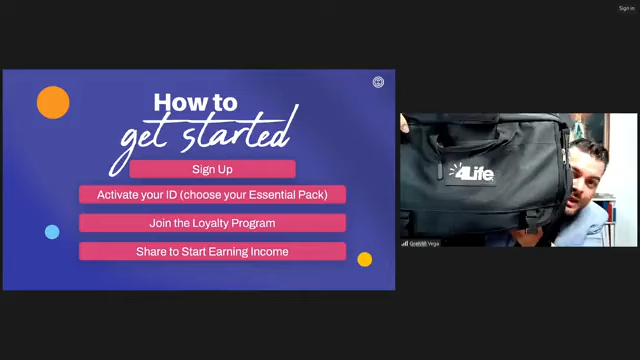 Sign in
How to
get started
Sign Up
Activate your ID (choose your Essential Pack)
Join the Loyalty Program
Share to Start Earning Income
4Life
Vega